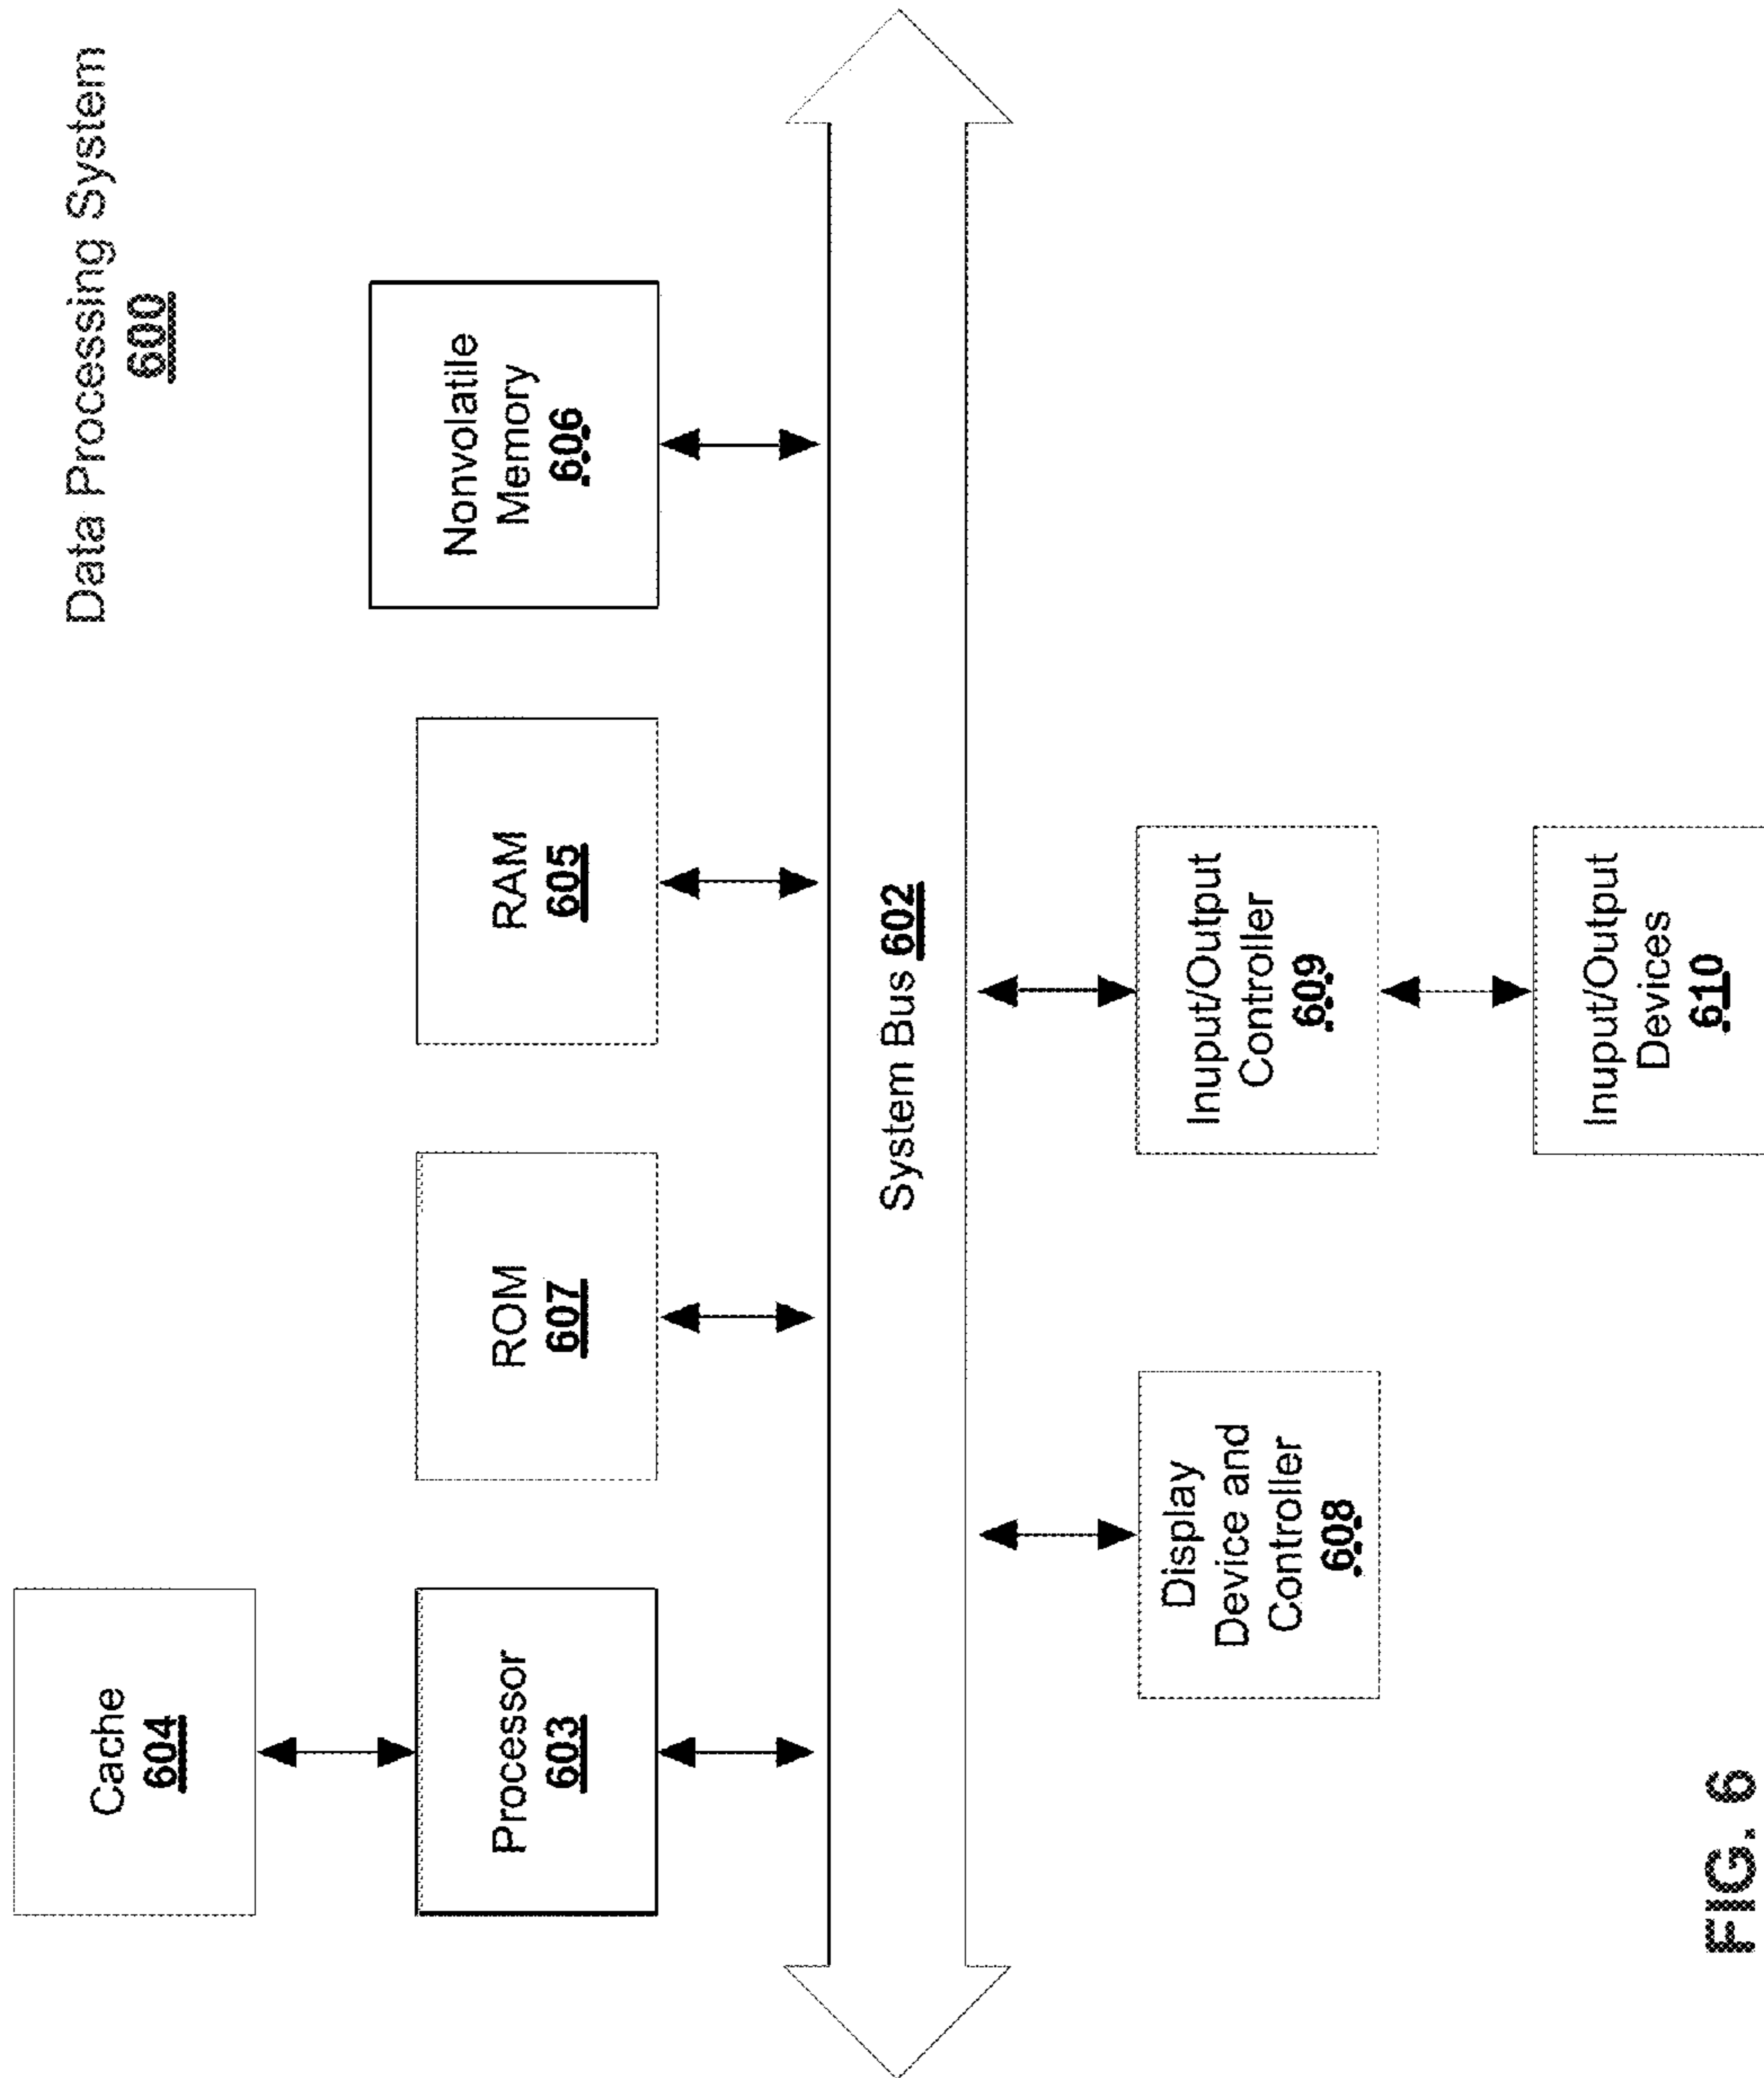 Data Processing System
600
Cache
604
Processor
603
ROM
607
RAM
605
Nonvolatile
Memory
606
System Bus 602
Display
Device and
Controller
608
Inuput/Output
Controller
609
Inuput/Output
Devices
610
FIG. 6